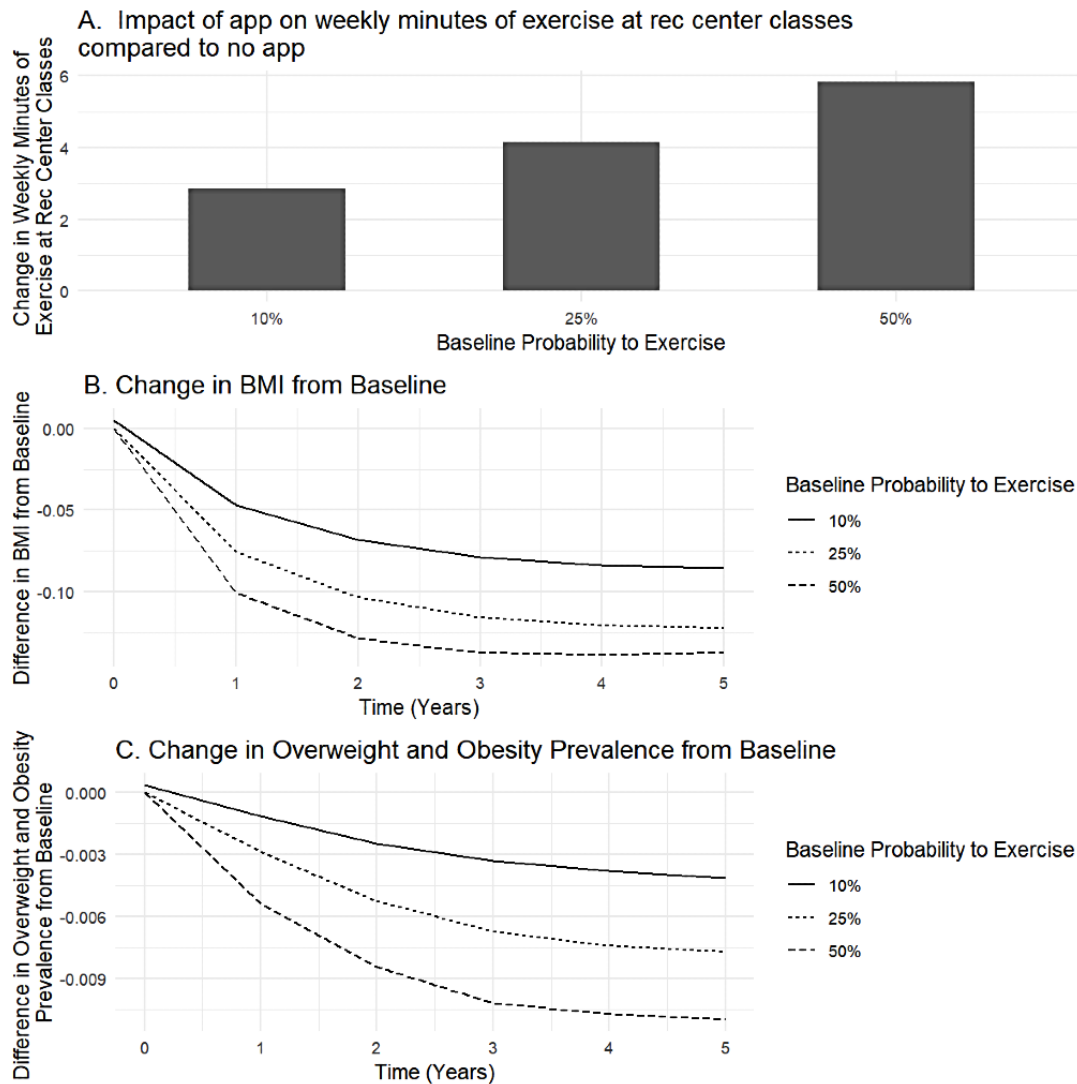 A.  Impact of app on weekly minutes of exercise at rec center classes
compared to no app
Change in Weekly Minutes of
Exercise at Rec Center Classes
6
4
2
0
10%
25%
50%
Baseline Probability to Exercise
B. Change in BMI from Baseline
Difference in BMI from Baseline
0.00
-0.05
-0.10
0
1
2
3
4
5
Time (Years)
Baseline Probability to Exercise
10%
25%
50%
C. Change in Overweight and Obesity Prevalence from Baseline
Difference in Overweight and Obesity
Prevalence from Baseline
0.000
-0.003
-0.006
-0.009
0
1
2
3
4
5
Time (Years)
Baseline Probability to Exercise
10%
25%
50%